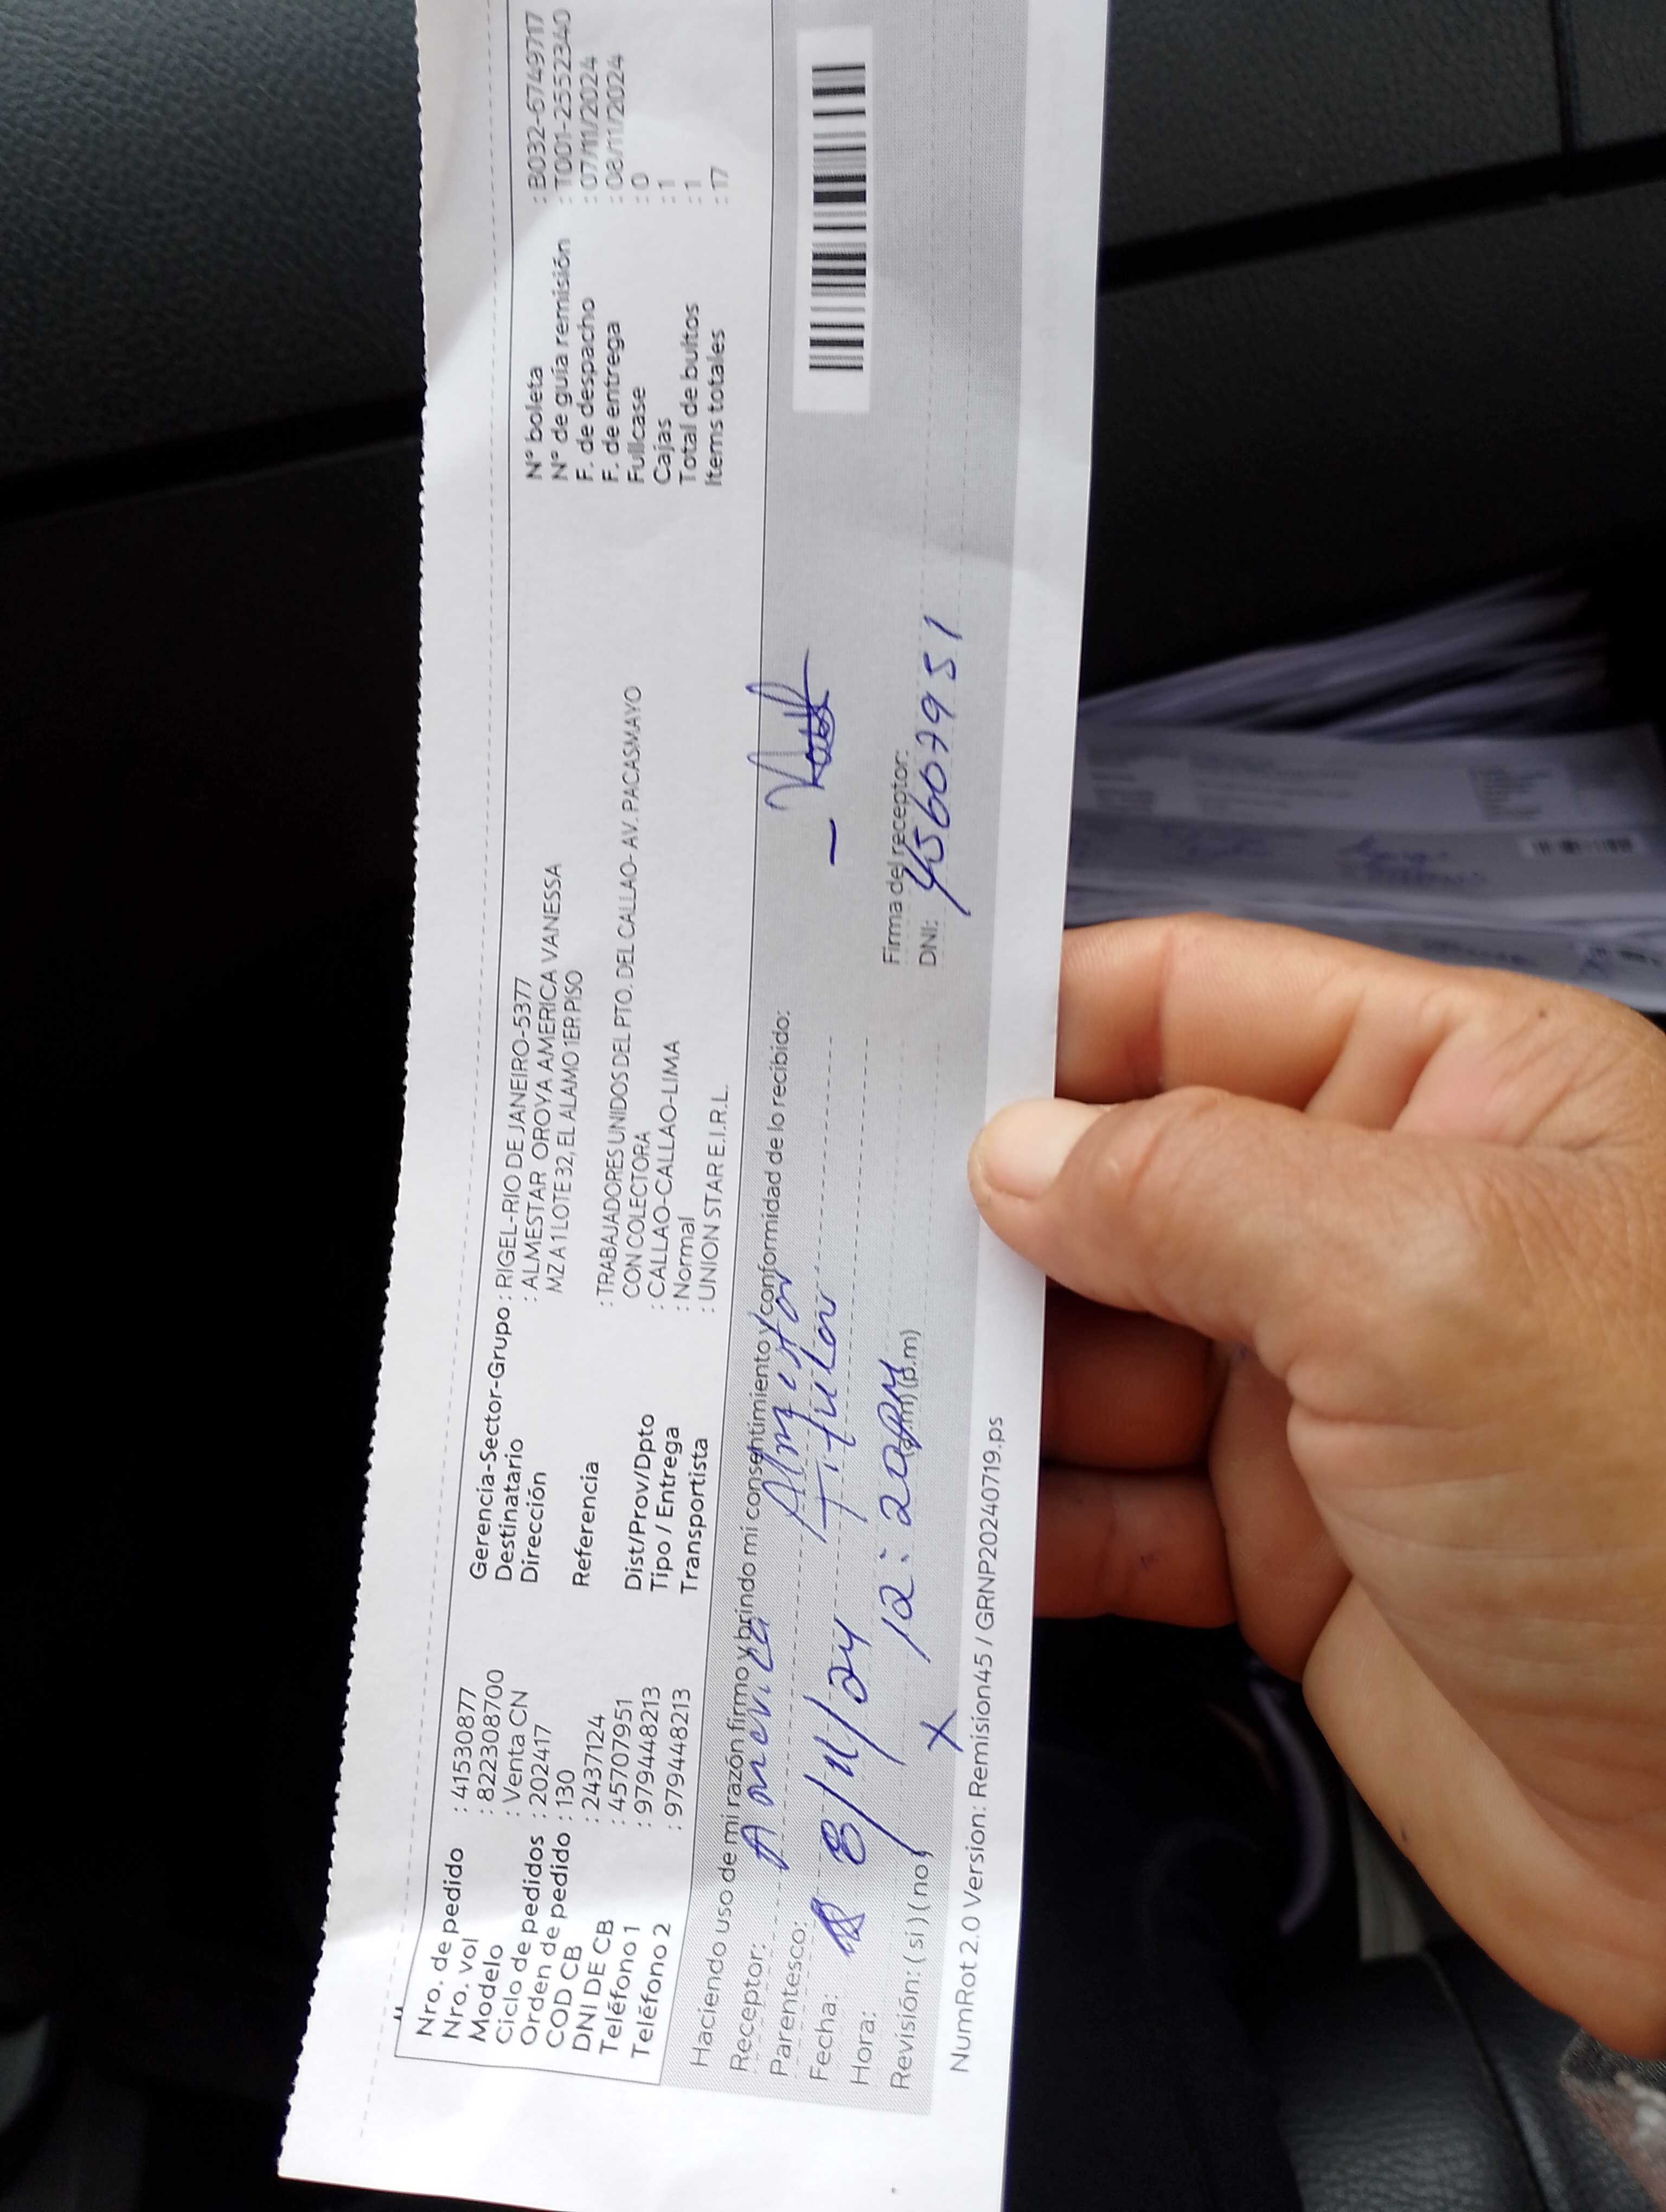 Nro. de pedido : 41530877
Nro. vol : 822308700
Modelo : Venta CN
Ciclo de pedidos : 202417
Orden de pedido : 130
COD CB : 2437124
DNI DE CB : 45707951
Teléfono 1 : 979448213
Teléfono 2 : 979448213
Gerencia-Sector-Grupo : RIGEL-RIO DE JANEIRO-5377
Destinatario : ALMESTAR OROYA AMERICA VANESSA
Dirección MZ A 1 LOTE 32, EL ALAMO 1ER PISO
Referencia : TRABAJADORES UNIDOS DEL PTO. DEL CALLAO- AV. PACASMAYO
CON COLECTORA
Dist/Prov/Dpto : CALLAO-CALLAO-LIMA
Tipo / Entrega : Normal
Transportista : UNION STAR E.I.R.L.
N° boleta : B032-67149717
N° de guía remisión : T001-25523340
F. de despacho : 07/11/2024
F. de entrega : 08/11/2024
Fullcase : 0
Cajas : 1
Total de bultos : 1
Items totales : 17
Haciendo uso de mi razón firmo y brindo mi consentimiento y conformidad de lo recibido:
Receptor: America
Parentesco: Titular
Fecha: 8/11/24
Hora: 12:20 PM (a.m) (p.m)
Revisión: (si) (no) X
Firma del receptor:
DNI: 45607951
NumRot 2.0 Version: Remision45 / GRNP20240719.ps